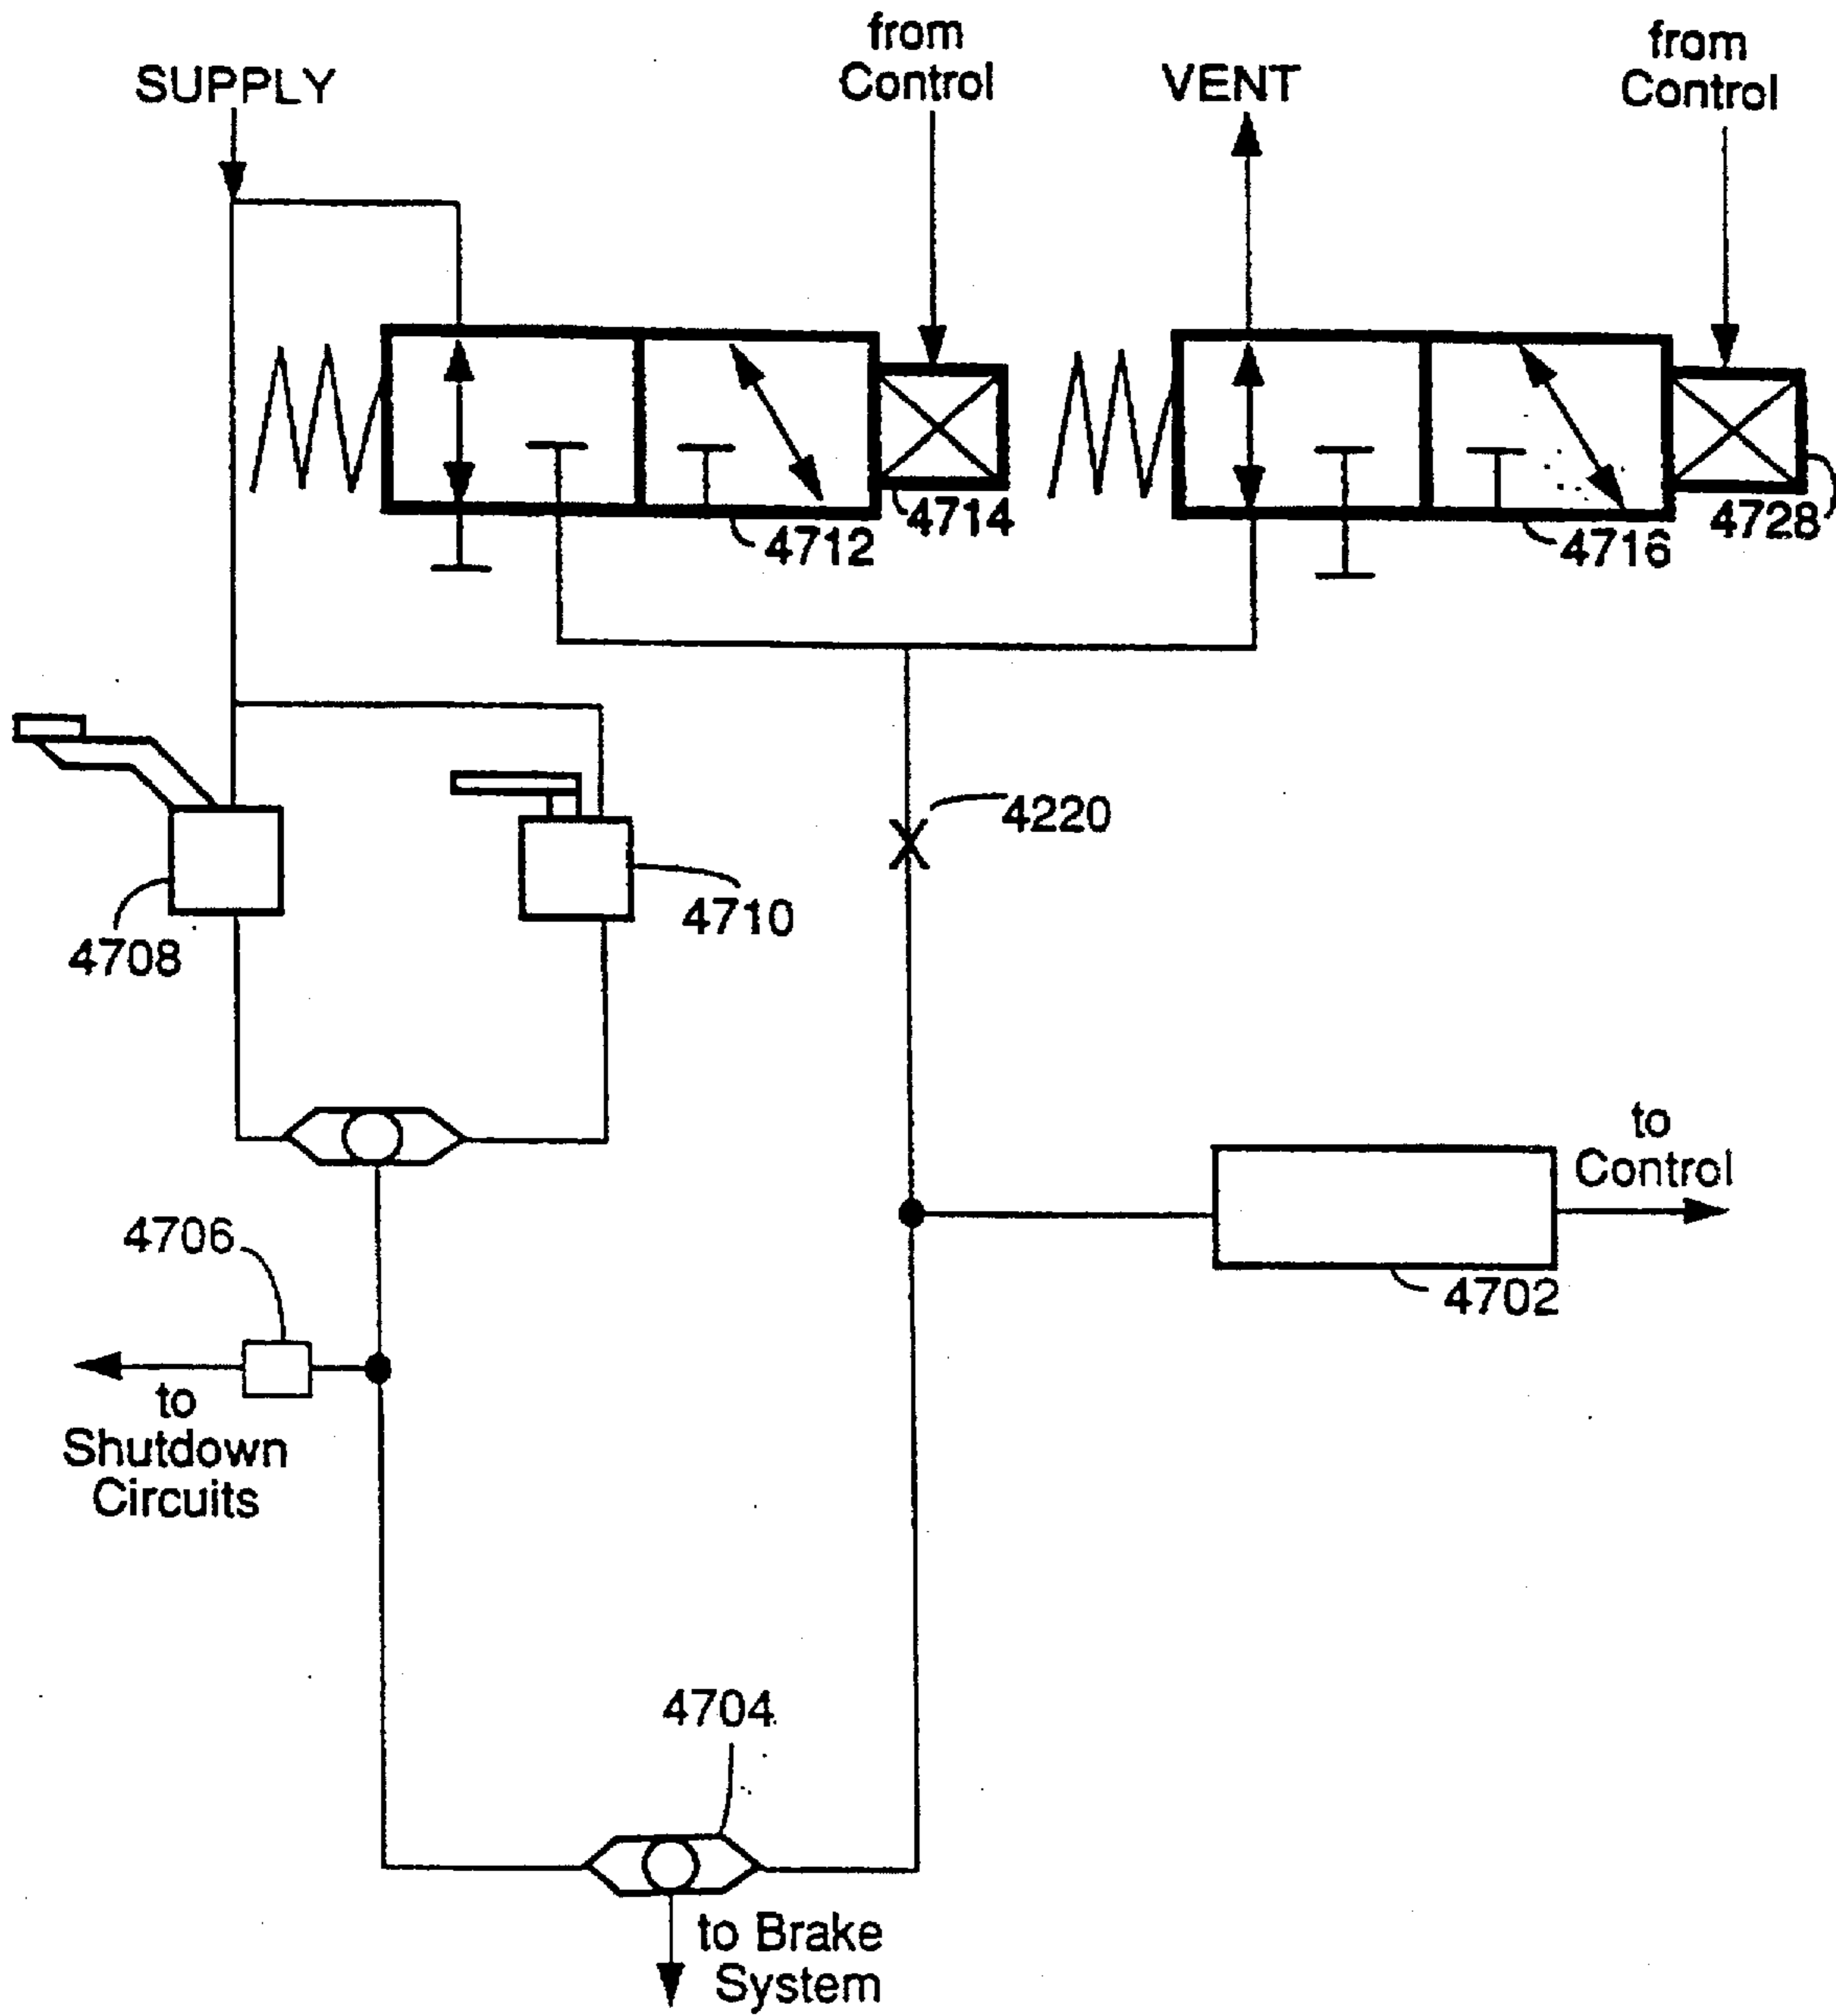 SUPPLY
from
Control
VENT
from
Control
4714
4712
4728
4716
4220
4710
4708
to
Control
4706
4702
to
Shutdown
Circuits
4704
to Brake
System